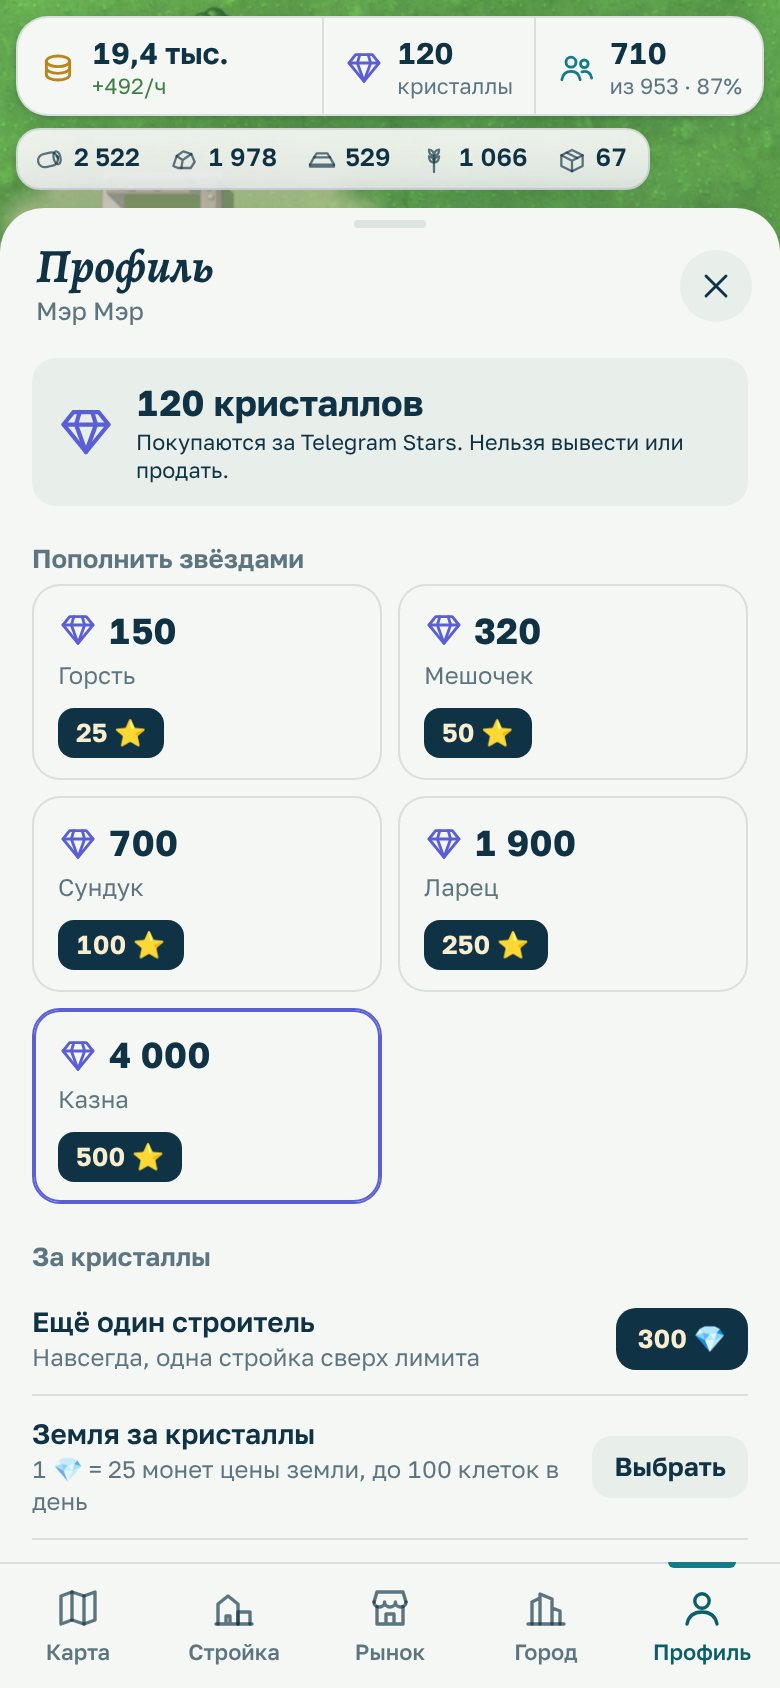 19,4 тыс.
+492/ч
120
кристаллы
710
из 953 · 87%
2 522
1 978
529
1 066
67
Профиль
Мэр Мэр
120 кристаллов
Покупаются за Telegram Stars. Нельзя вывести или
продать.
Пополнить звёздами
150
Горсть
25 ⭐
320
Мешочек
50 ⭐
700
Сундук
100 ⭐
1 900
Ларец
250 ⭐
4 000
Казна
500 ⭐
За кристаллы
Ещё один строитель
Навсегда, одна стройка сверх лимита
300 💎
Земля за кристаллы
1 💎 = 25 монет цены земли, до 100 клеток в
день
Выбрать
Карта
Стройка
Рынок
Город
Профиль